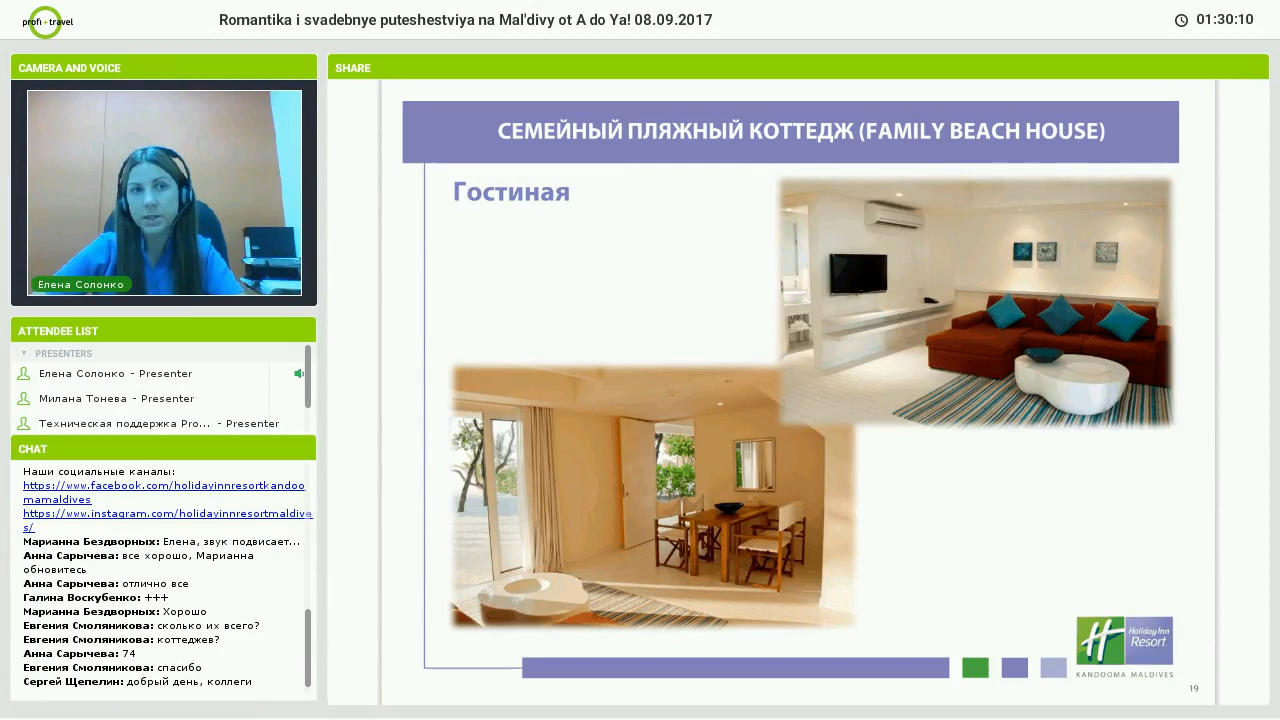 profi+travel
Romantika i svadebnye puteshestviya na Mal'divy ot A do Ya! 08.09.2017
01:30:10
CAMERA AND VOICE
Елена Солонко
ATTENDEE LIST
PRESENTERS
Елена Солонко - Presenter
Милана Тонева - Presenter
Техническая поддержка Pro... - Presenter
CHAT
Наши социальные каналы:
https://www.facebook.com/holidayinnresortkandoo
mamaldives
https://www.instagram.com/holidayinnresortmaldive
s/
Марианна Бездворных: Елена, звук подвисает...
Анна Сарычева: все хорошо, Марианна
обновитесь
Анна Сарычева: отлично все
Галина Воскубенко: +++
Марианна Бездворных: Хорошо
Евгения Смоляникова: сколько их всего?
Евгения Смоляникова: коттеджев?
Анна Сарычева: 74
Евгения Смоляникова: спасибо
Сергей Щепелин: добрый день, коллеги
SHARE
СЕМЕЙНЫЙ ПЛЯЖНЫЙ КОТТЕДЖ (FAMILY BEACH HOUSE)
Гостиная
H Holiday Inn
Resort
KANDOOMA MALDIVES
19